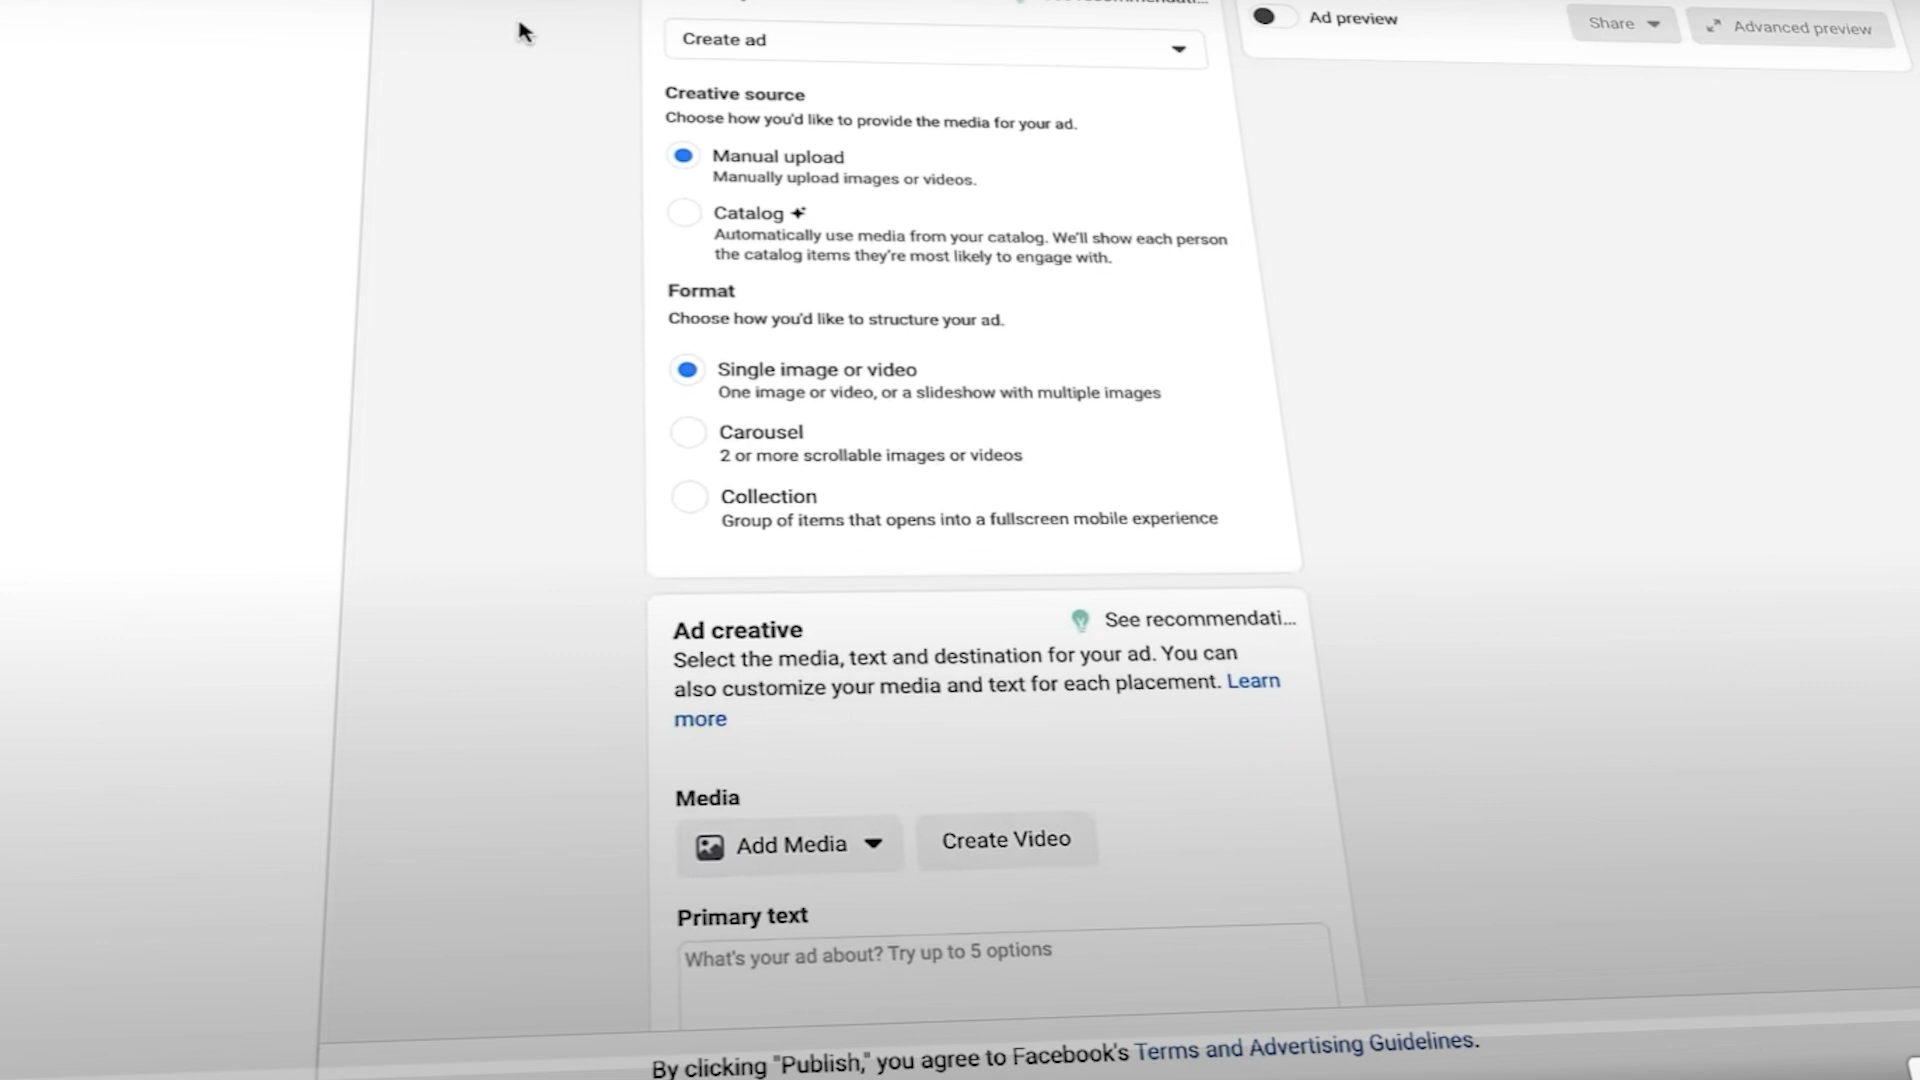 Create ad
Ad preview
Share
Advanced preview
Creative source
Choose how you'd like to provide the media for your ad.
Manual upload
Manually upload images or videos.
Catalog
Automatically use media from your catalog. We'll show each person
the catalog items they're most likely to engage with.
Format
Choose how you'd like to structure your ad.
Single image or video
One image or video, or a slideshow with multiple images
Carousel
2 or more scrollable images or videos
Collection
Group of items that opens into a fullscreen mobile experience
Ad creative
See recommendati...
Select the media, text and destination for your ad. You can
also customize your media and text for each placement. Learn
more
Media
Add Media
Create Video
Primary text
What's your ad about? Try up to 5 options
By clicking "Publish," you agree to Facebook's Terms and Advertising Guidelines.